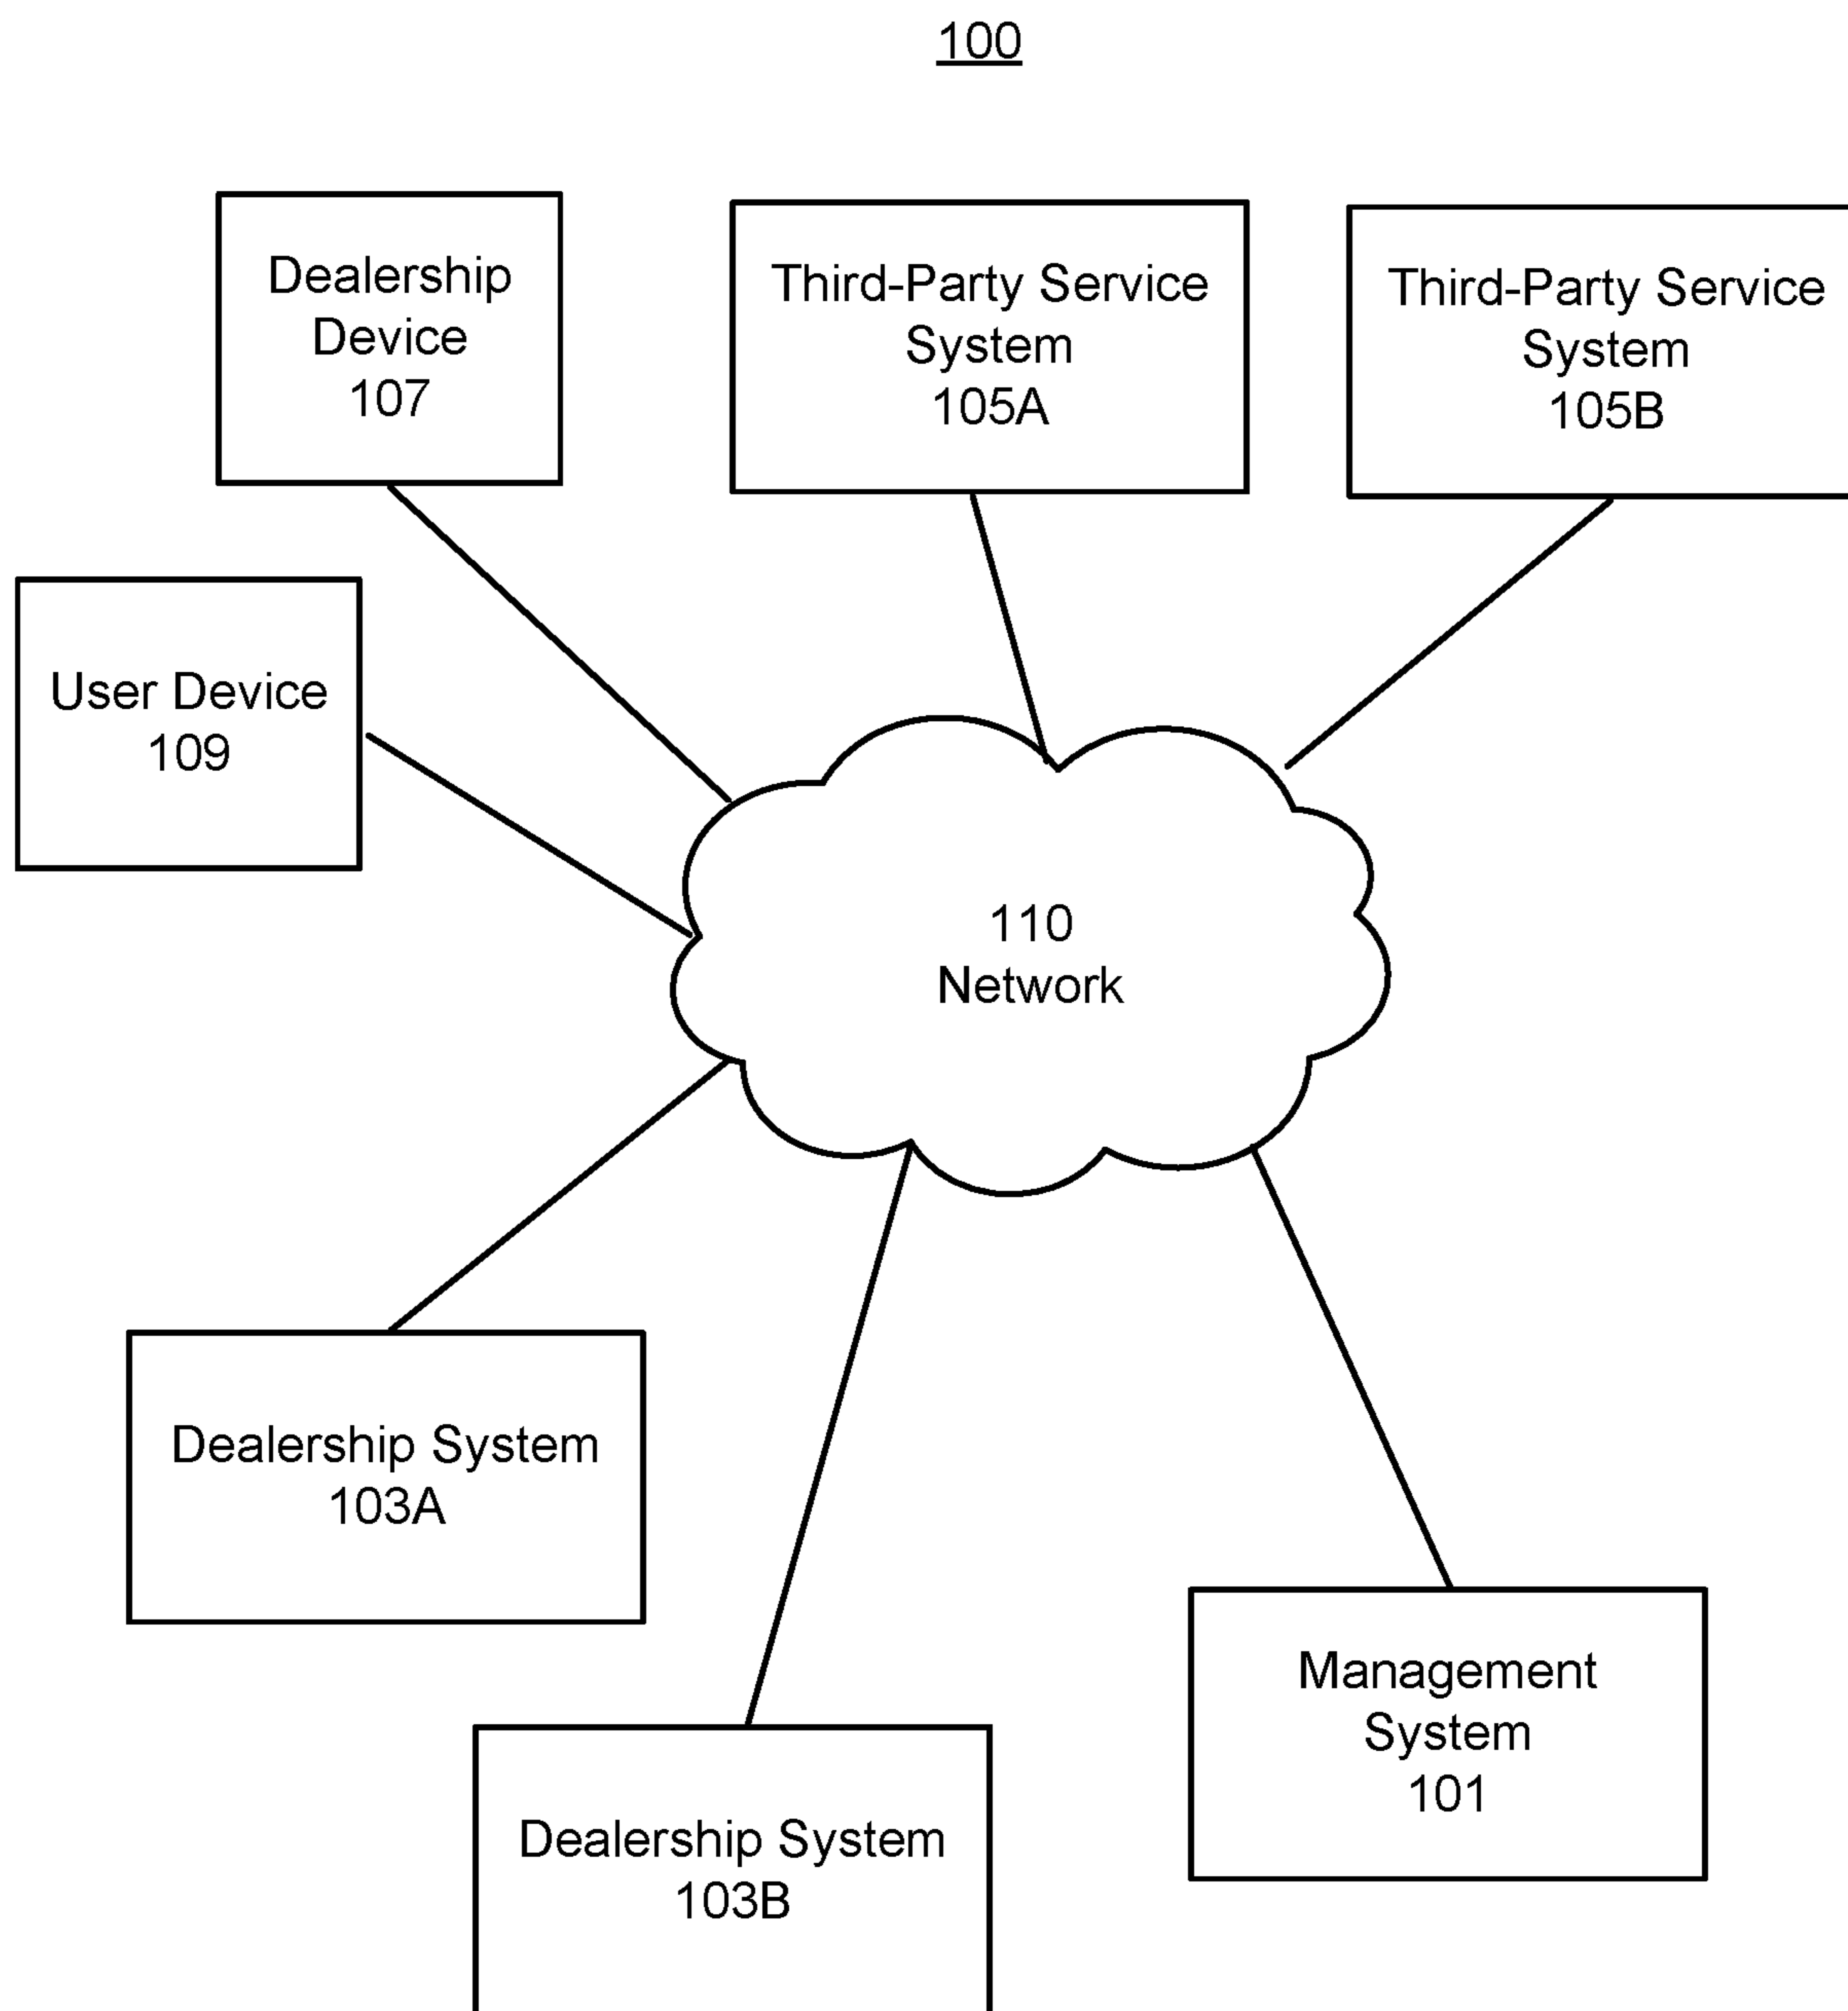 100
Dealership
Device
107
Third-Party Service
System
105A
Third-Party Service
System
105B
User Device
109
110
Network
Dealership System
103A
Management
System
101
Dealership System
103B